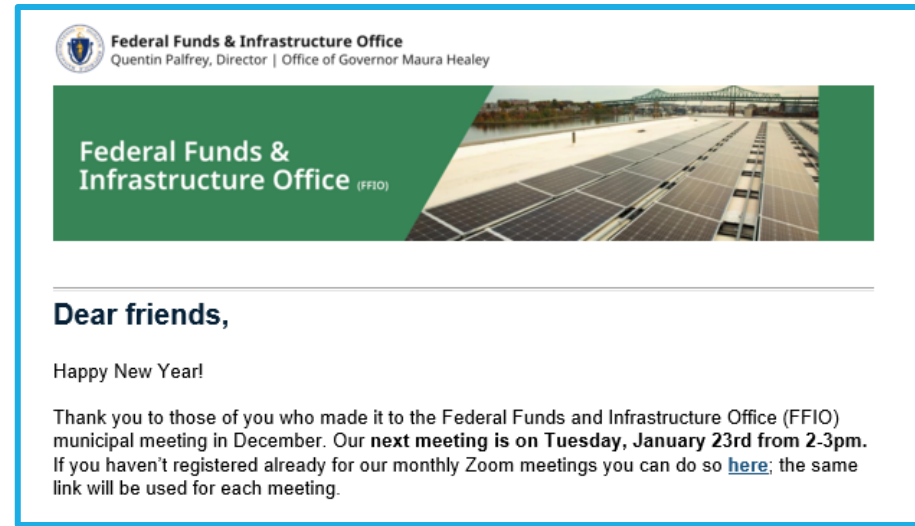 Federal Funds & Infrastructure Office
Quentin Palfrey, Director | Office of Governor Maura Healey
Federal Funds &
Infrastructure Office (FFIO)
Dear friends,
Happy New Year!
Thank you to those of you who made it to the Federal Funds and Infrastructure Office (FFIO)
municipal meeting in December. Our next meeting is on Tuesday, January 23rd from 2-3pm.
If you haven’t registered already for our monthly Zoom meetings you can do so here; the same
link will be used for each meeting.